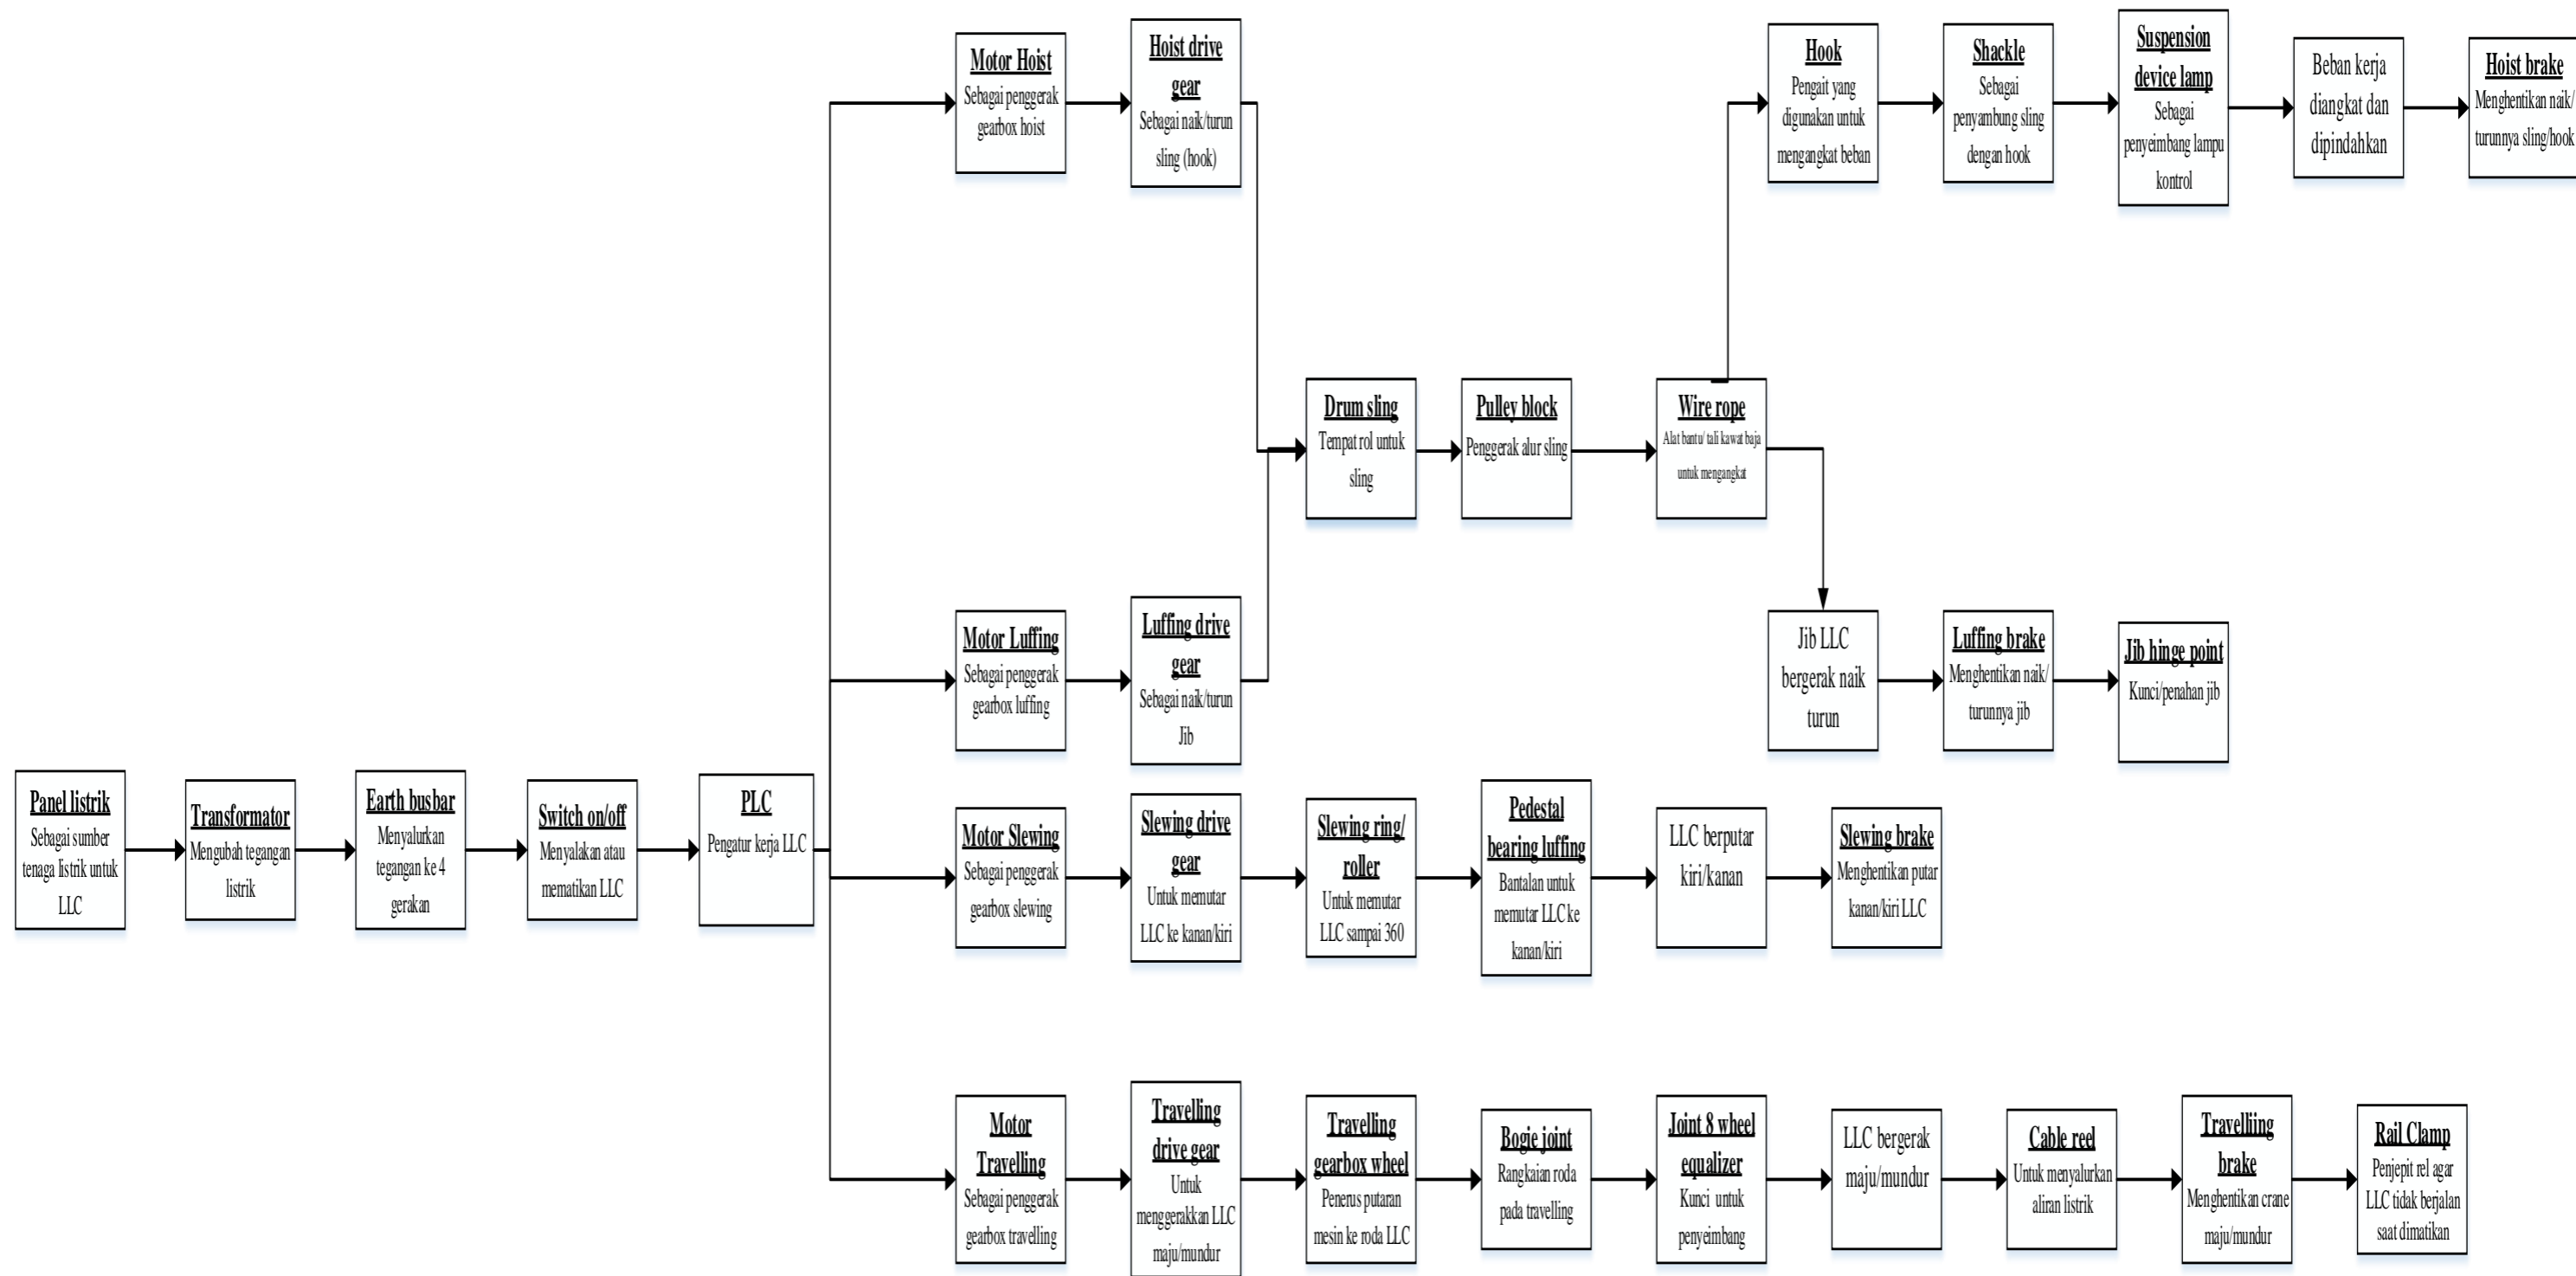 Motor Hoist
Sebagai penggerak
gearbox hoist
Hoist drive
gear
Sebagai naik/turun
sling (hook)
Hook
Pengait yang
digunakan untuk
mengangkat beban
Shackle
Sebagai
penyambung sling
dengan hook
Suspension
device lamp
Sebagai
penyeimbang lampu
kontrol
Beban kerja
diangkat dan
dipindahkan
Hoist brake
Menghentikan naik/
turunnya sling/hook
Drum sling
Tempat rol untuk
sling
Pulley block
Penggerak alur sling
Wire rope
Alat bantu/ tali kawat baja
untuk mengangkat
Motor Luffing
Sebagai penggerak
gearbox luffing
Luffing drive
gear
Sebagai naik/turun
Jib
Jib LLC
bergerak naik
turun
Luffing brake
Menghentikan naik/
turunnya jib
Jib hinge point
Kunci/penahan jib
Panel listrik
Sebagai sumber
tenaga listrik untuk
LLC
Transformator
Mengubah tegangan
listrik
Earth busbar
Menyalurkan
tegangan ke 4
gerakan
Switch on/off
Menyalakan atau
mematikan LLC
PLC
Pengatur kerja LLC
Motor Slewing
Sebagai penggerak
gearbox slewing
Slewing drive
gear
Untuk memutar
LLC ke kanan/kiri
Slewing ring/
roller
Untuk memutar
LLC sampai 360
Pedestal
bearing luffing
Bantalan untuk
memutar LLC ke
kanan/kiri
LLC berputar
kiri/kanan
Slewing brake
Menghentikan putar
kanan/kiri LLC
Motor
Travelling
Sebagai penggerak
gearbox travelling
Travelling
drive gear
Untuk
menggerakkan LLC
maju/mundur
Travelling
gearbox wheel
Penerus putaran
mesin ke roda LLC
Bogie joint
Rangkaian roda
pada travelling
Joint 8 wheel
equalizer
Kunci untuk
penyeimbang
LLC bergerak
maju/mundur
Cable reel
Untuk menyalurkan
aliran listrik
Travelliing
brake
Menghentikan crane
maju/mundur
Rail Clamp
Penjepit rel agar
LLC tidak berjalan
saat dimatikan